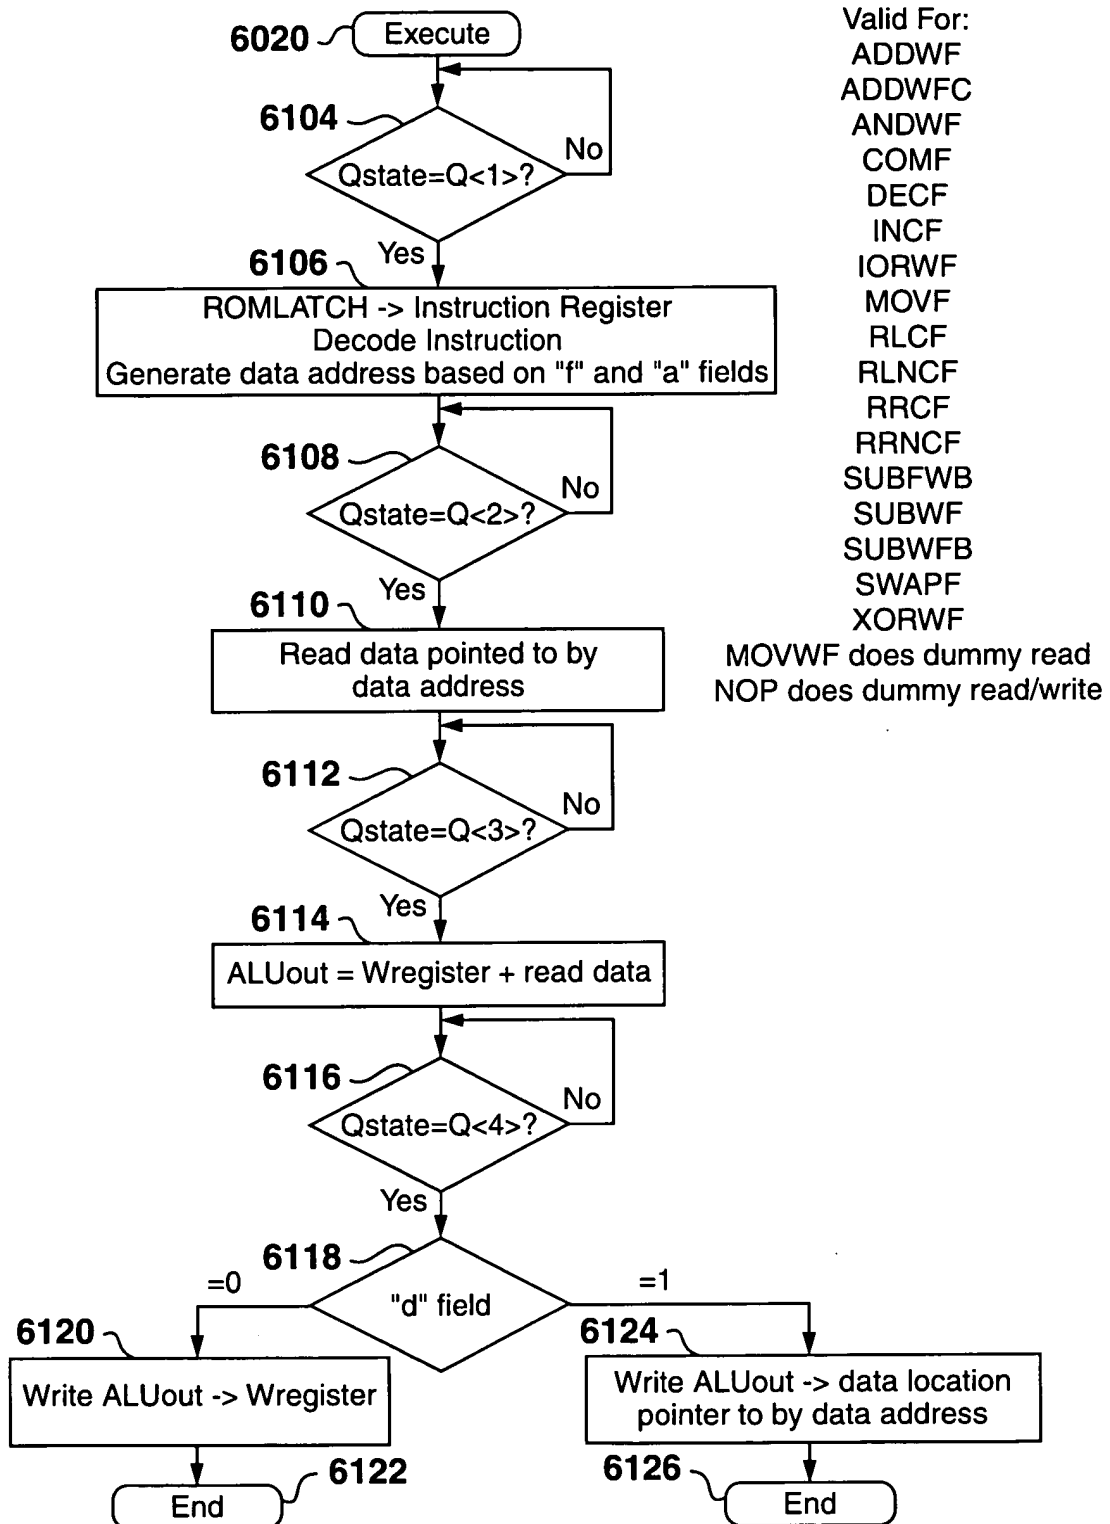 6020
Execute
6104
Qstate=Q<1>?
No
Yes
6106
ROMLATCH -> Instruction Register
Decode Instruction
Generate data address based on "f" and "a" fields
6108
Qstate=Q<2>?
No
Yes
6110
Read data pointed to by
data address
6112
Qstate=Q<3>?
No
Yes
6114
ALUout = Wregister + read data
6116
Qstate=Q<4>?
No
Yes
6118
"d" field
=0
=1
6120
Write ALUout -> Wregister
6122
End
6124
Write ALUout -> data location
pointer to by data address
6126
End
Valid For:
ADDWF
ADDWFC
ANDWF
COMF
DECF
INCF
IORWF
MOVF
RLCF
RLNCF
RRCF
RRNCF
SUBFWB
SUBWF
SUBWFB
SWAPF
XORWF
MOVWF does dummy read
NOP does dummy read/write